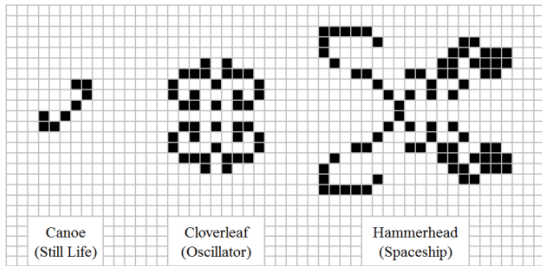 Canoe
(Still Life)
Cloverleaf
(Oscillator)
Hammerhead
(Spaceship)